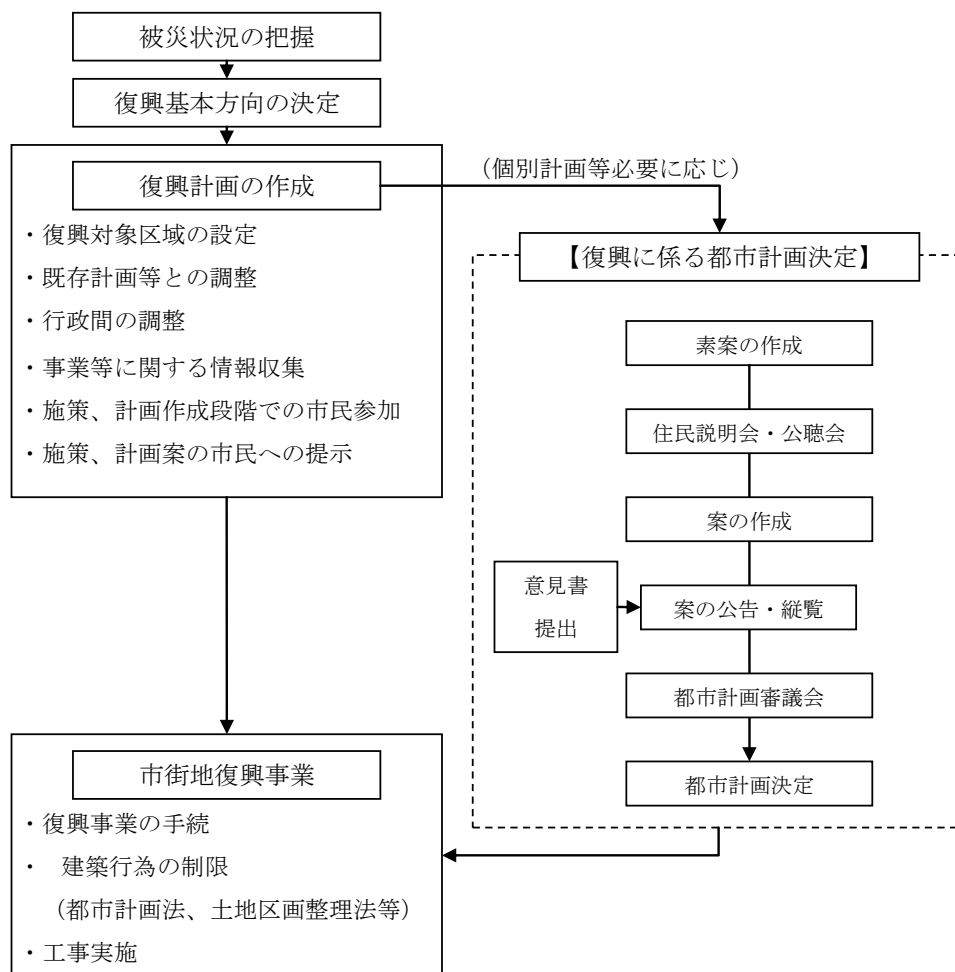 被災状況の把握
復興基本方向の決定
復興計画の作成
・復興対象区域の設定
・既存計画等との調整
・行政間の調整
・事業等に関する情報収集
・施策、計画作成段階での市民参加
・施策、計画案の市民への提示
（個別計画等必要に応じ）
【復興に係る都市計画決定】
素案の作成
住民説明会・公聴会
案の作成
意見書
提出
案の公告・縦覧
都市計画審議会
都市計画決定
市街地復興事業
・復興事業の手続
・　建築行為の制限
（都市計画法、土地区画整理法等）
・工事実施